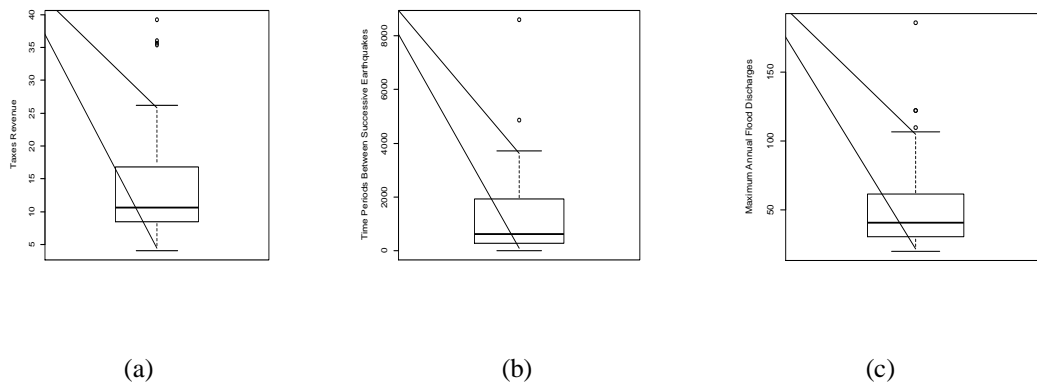 Taxes Revenue
5 10 15 20 25 30 35 40
Time Periods Between Successive Earthquakes
0 2000 4000 6000 8000
Maximum Annual Flood Discharges
50 100 150
(a) (b) (c)